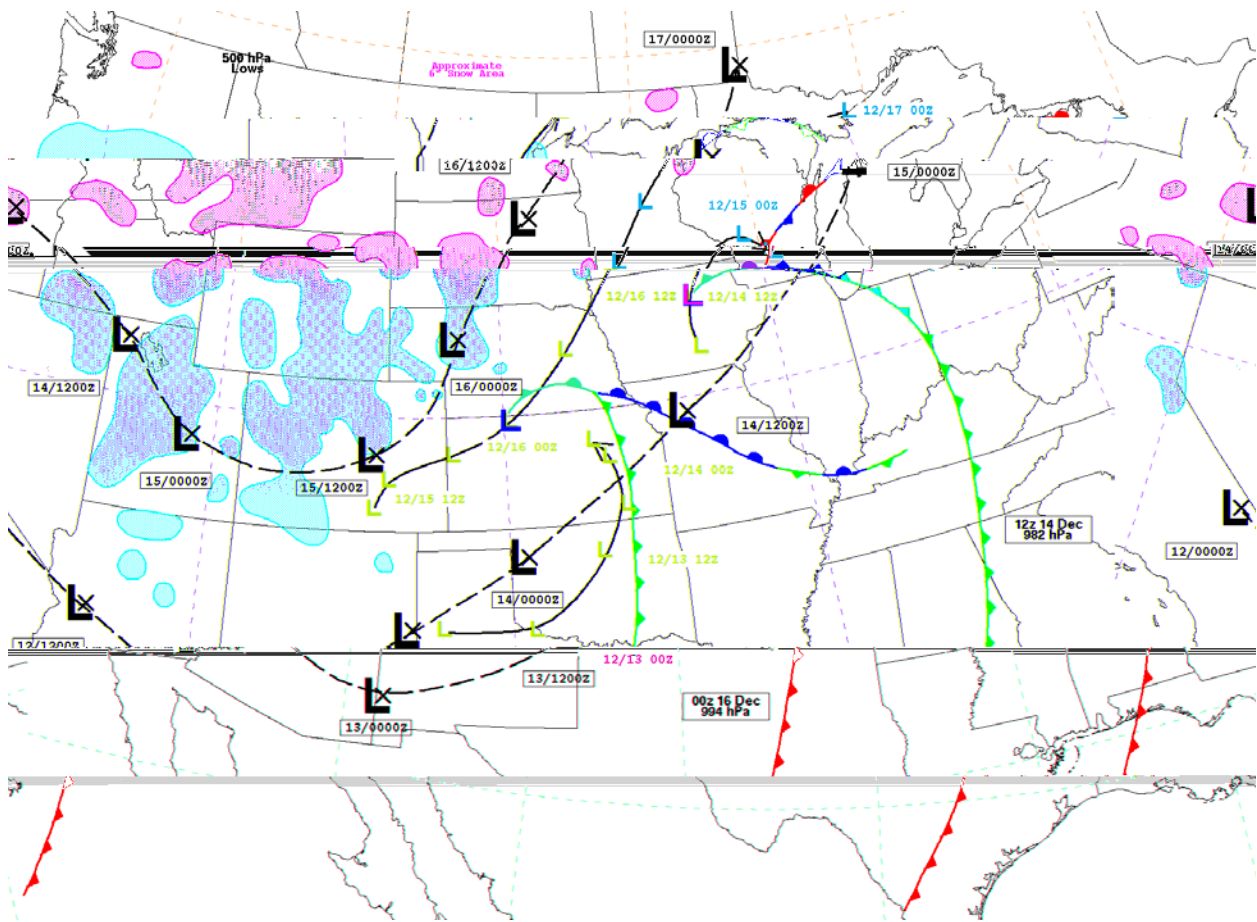 17/0000Z
500 hPa
Lows
Approximate
6" Snow Area
12/17 00Z
16/1200Z
15/0000Z
12/15 00Z
12/16 12Z
12/14 12Z
14/1200Z
16/0000Z
14/1200Z
12/16 00Z
12/14 00Z
15/0000Z
15/1200Z
12/15 12Z
12z 14 Dec
982 hPa
12/0000Z
12/13 12Z
14/0000Z
12/1200Z
12/13 00Z
13/1200Z
00z 16 Dec
994 hPa
13/0000Z